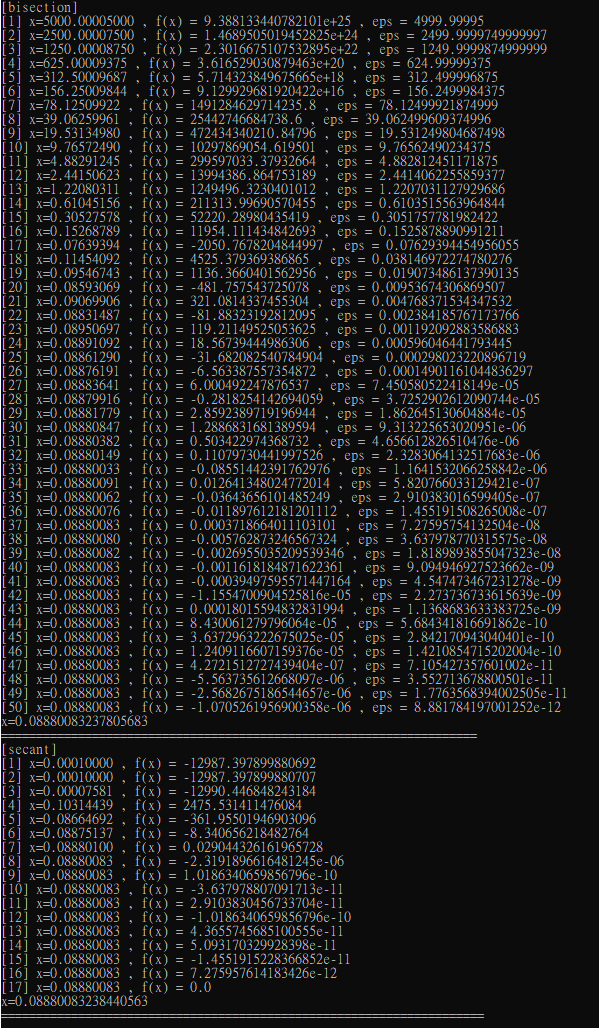 [bisection]
[1] x=5000.00005000 , f(x) = 9.388133440782101e+25 , eps = 4999.99995
[2] x=2500.00007500 , f(x) = 1.4689505019452825e+24 , eps = 2499.9999749999997
[3] x=1250.00008750 , f(x) = 2.3016675107532895e+22 , eps = 1249.9999874999999
[4] x=625.00009375 , f(x) = 3.616529030879463e+20 , eps = 624.99999375
[5] x=312.50009687 , f(x) = 5.714323849675665e+18 , eps = 312.499996875
[6] x=156.25009844 , f(x) = 9.129929681920422e+16 , eps = 156.2499984375
[7] x=78.12509922 , f(x) = 1491284629714235.8 , eps = 78.12499921874999
[8] x=39.06259961 , f(x) = 25442746684738.6 , eps = 39.062499609374996
[9] x=19.53134980 , f(x) = 472434340210.84796 , eps = 19.531249804687498
[10] x=9.76572490 , f(x) = 10297869054.619501 , eps = 9.76562490234375
[11] x=4.88291245 , f(x) = 299597033.37932664 , eps = 4.882812451171875
[12] x=2.44150623 , f(x) = 13994386.864753189 , eps = 2.4414062255859377
[13] x=1.22080311 , f(x) = 1249496.3230401012 , eps = 1.2207031127929686
[14] x=0.61045156 , f(x) = 211313.99690570455 , eps = 0.6103515563964844
[15] x=0.30527578 , f(x) = 52220.28980435419 , eps = 0.3051757781982422
[16] x=0.15268789 , f(x) = 11954.111434842693 , eps = 0.1525878890991211
[17] x=0.07639394 , f(x) = -2050.7678204844997 , eps = 0.07629394454956055
[18] x=0.11454092 , f(x) = 4525.379369386865 , eps = 0.038146972274780276
[19] x=0.09546743 , f(x) = 1136.3660401562956 , eps = 0.019073486137390135
[20] x=0.08593069 , f(x) = -481.757543725078 , eps = 0.00953674306869507
[21] x=0.09069906 , f(x) = 321.0814337455304 , eps = 0.004768371534347532
[22] x=0.08831487 , f(x) = -81.88323192812095 , eps = 0.002384185767173766
[23] x=0.08950697 , f(x) = 119.21149525053625 , eps = 0.001192092883586883
[24] x=0.08891092 , f(x) = 18.56739444986306 , eps = 0.000596046441793445
[25] x=0.08861290 , f(x) = -31.682082540784904 , eps = 0.000298023220896719
[26] x=0.08876191 , f(x) = -6.563387557354872 , eps = 0.00014901161044836297
[27] x=0.08883641 , f(x) = 6.000492247876537 , eps = 7.450580522418149e-05
[28] x=0.08879916 , f(x) = -0.2818254142694059 , eps = 3.7252902612090744e-05
[29] x=0.08881779 , f(x) = 2.8592389719196944 , eps = 1.862645130604884e-05
[30] x=0.08880847 , f(x) = 1.2886831681389594 , eps = 9.313225653020951e-06
[31] x=0.08880382 , f(x) = 0.503422974368732 , eps = 4.656612826510476e-06
[32] x=0.08880149 , f(x) = 0.11079730441997526 , eps = 2.3283064132517683e-06
[33] x=0.08880033 , f(x) = -0.08551442391762976 , eps = 1.1641532066258842e-06
[34] x=0.08880091 , f(x) = 0.012641348024772014 , eps = 5.820766033129421e-07
[35] x=0.08880062 , f(x) = -0.03643656101485249 , eps = 2.910383016599405e-07
[36] x=0.08880076 , f(x) = -0.011897612181201112 , eps = 1.455191508265008e-07
[37] x=0.08880083 , f(x) = 0.0003718664011103101 , eps = 7.27595754132504e-08
[38] x=0.08880080 , f(x) = -0.005762873246567324 , eps = 3.637978770315575e-08
[39] x=0.08880082 , f(x) = -0.0026955035209539346 , eps = 1.8189893855047323e-08
[40] x=0.08880083 , f(x) = -0.0011618184871622361 , eps = 9.094946927523662e-09
[41] x=0.08880083 , f(x) = -0.00039497595571447164 , eps = 4.547473467231278e-09
[42] x=0.08880083 , f(x) = -1.1554700904525816e-05 , eps = 2.273736733615639e-09
[43] x=0.08880083 , f(x) = 0.00018015594832831994 , eps = 1.1368683633383725e-09
[44] x=0.08880083 , f(x) = 8.430061279796064e-05 , eps = 5.684341816691862e-10
[45] x=0.08880083 , f(x) = 3.6372963222675025e-05 , eps = 2.842170943040401e-10
[46] x=0.08880083 , f(x) = 1.2409116607159376e-05 , eps = 1.4210854715202004e-10
[47] x=0.08880083 , f(x) = 4.2721512727439404e-07 , eps = 7.105427357601002e-11
[48] x=0.08880083 , f(x) = -5.563735612668097e-06 , eps = 3.552713678800501e-11
[49] x=0.08880083 , f(x) = -2.5682675186544657e-06 , eps = 1.7763568394002505e-11
[50] x=0.08880083 , f(x) = -1.0705261956900358e-06 , eps = 8.881784197001252e-12
x=0.08880083237805683
[secant]
[1] x=0.00010000 , f(x) = -12987.397899880692
[2] x=0.00010000 , f(x) = -12987.397899880707
[3] x=0.00007581 , f(x) = -12990.446848243184
[4] x=0.10314439 , f(x) = 2475.531411476084
[5] x=0.08664692 , f(x) = -361.95501946903096
[6] x=0.08875137 , f(x) = -8.340656218482764
[7] x=0.08880100 , f(x) = 0.029044326161965728
[8] x=0.08880083 , f(x) = -2.3191896616481245e-06
[9] x=0.08880083 , f(x) = 1.0186340659856796e-10
[10] x=0.08880083 , f(x) = -3.637978807091713e-11
[11] x=0.08880083 , f(x) = 2.9103830456733704e-11
[12] x=0.08880083 , f(x) = -1.0186340659856796e-10
[13] x=0.08880083 , f(x) = 4.3655745685100555e-11
[14] x=0.08880083 , f(x) = 5.093170329928398e-11
[15] x=0.08880083 , f(x) = -1.4551915228366852e-11
[16] x=0.08880083 , f(x) = 7.275957614183426e-12
[17] x=0.08880083 , f(x) = 0.0
x=0.08880083238440563